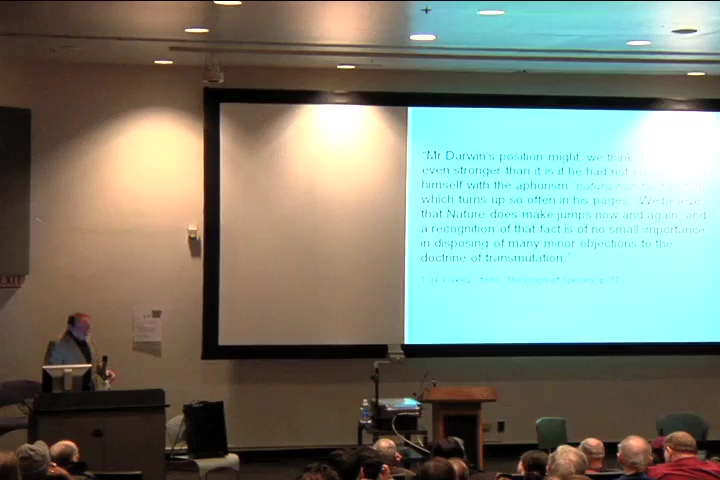 "Mr Darwin's position might, we think
even stronger than it is if he had not
himself with the aphorism, natura non
which turns up so often in his pages. We believe
that Nature does make jumps now and again, and
a recognition of that fact is of no small importance
in disposing of many minor objections to the
doctrine of transmutation."
EXIT